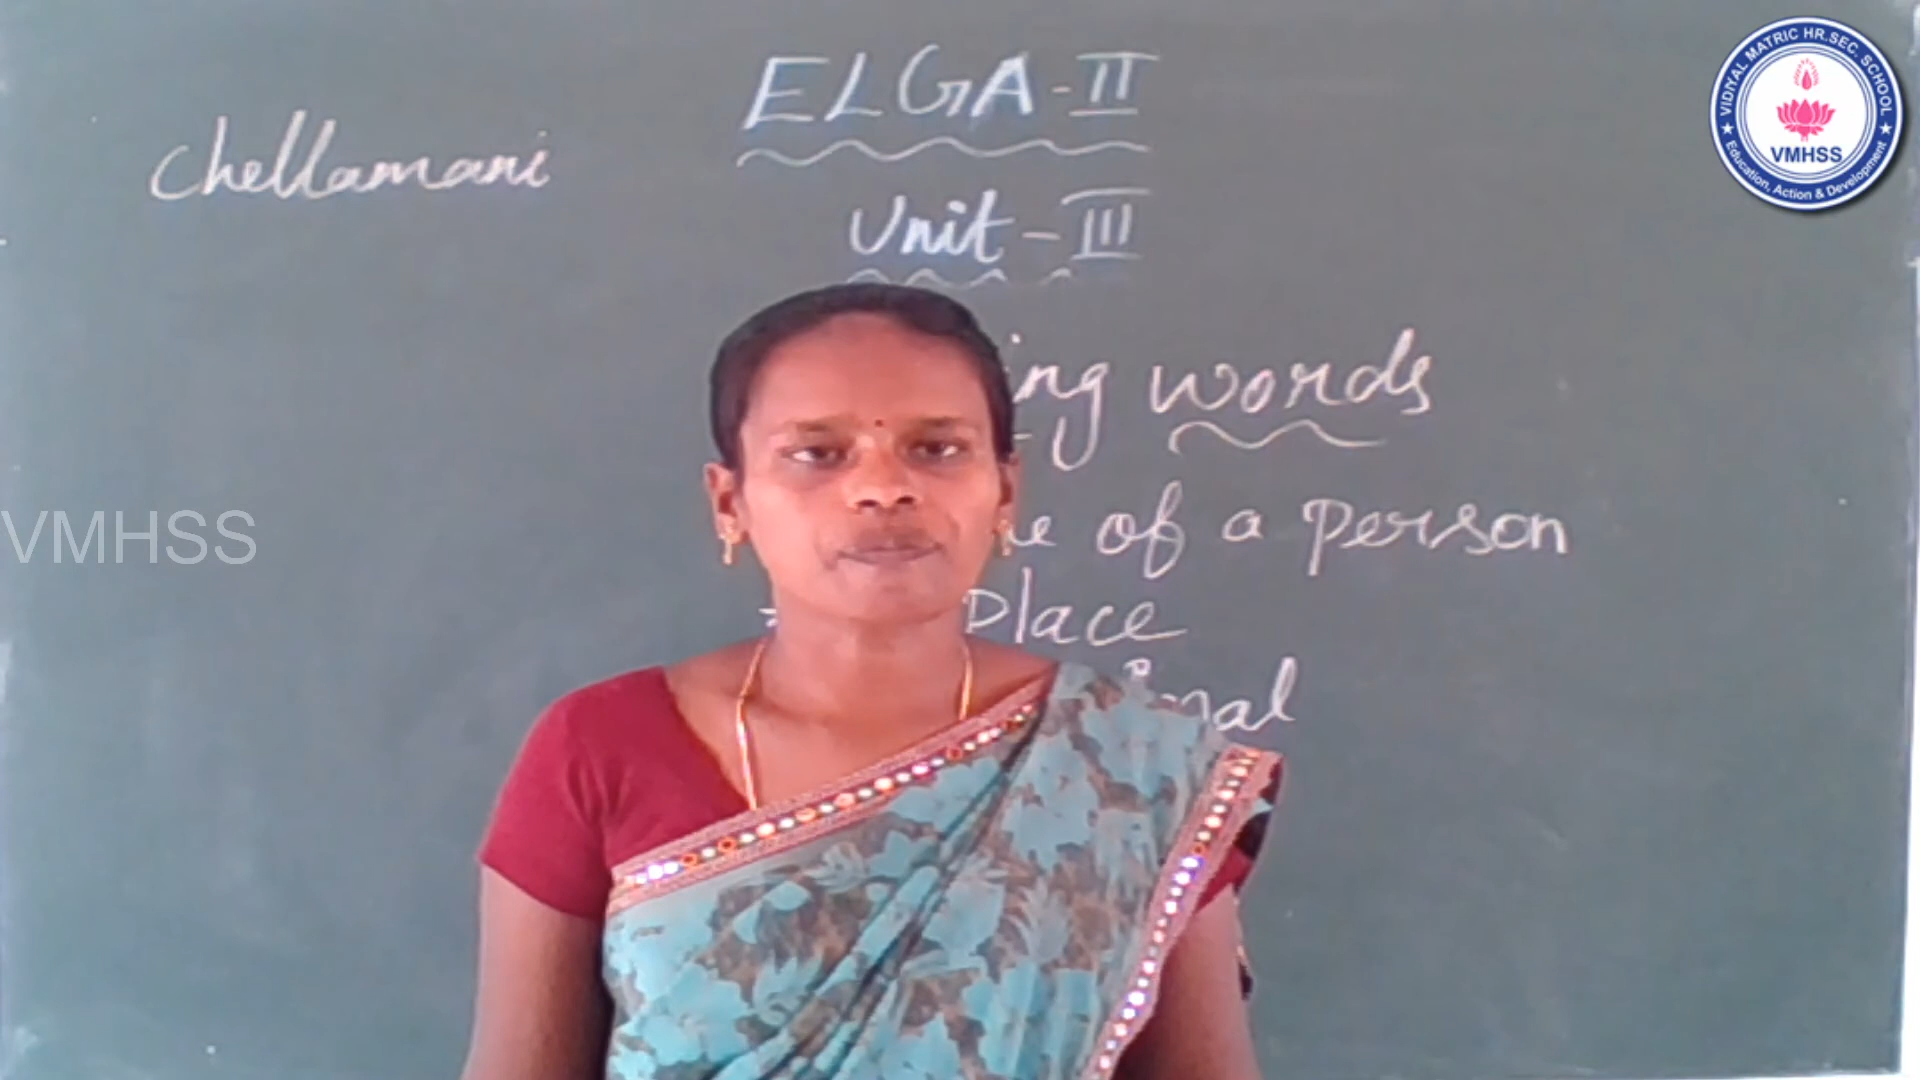 ELGA-II
Chellamani
Unit-III
words
of a person
Place
VIDIYAL MATRIC HR.SEC. SCHOOL
VMHSS
Education, Action & Development
VMHSS